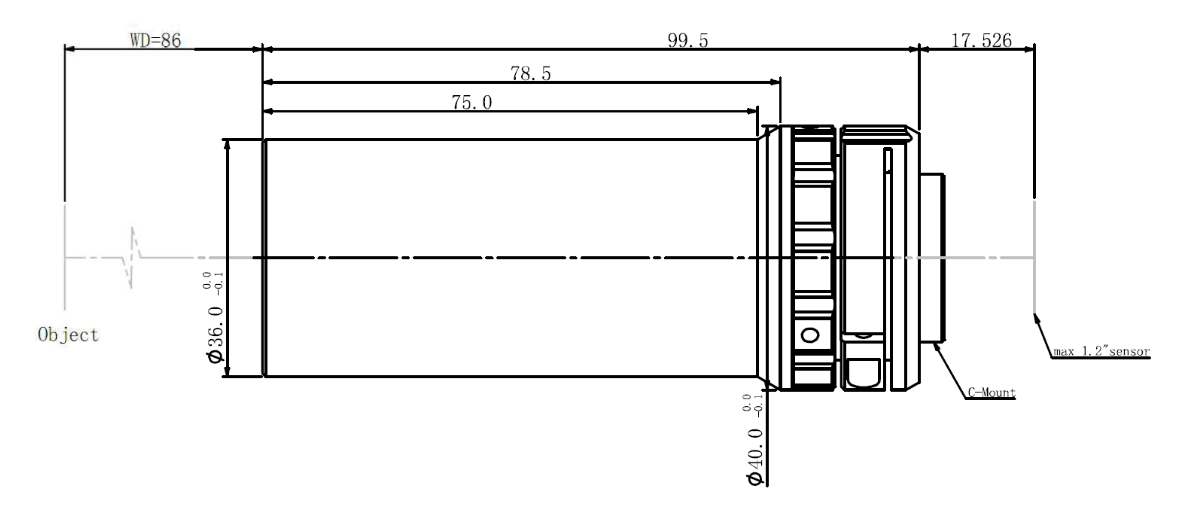 WD=86
99.5
17.526
78.5
75.0
Ø36.0 0.0 -0.1
Object
max 1.2"sensor
C-Mount
Ø40.0 0.0 -0.1